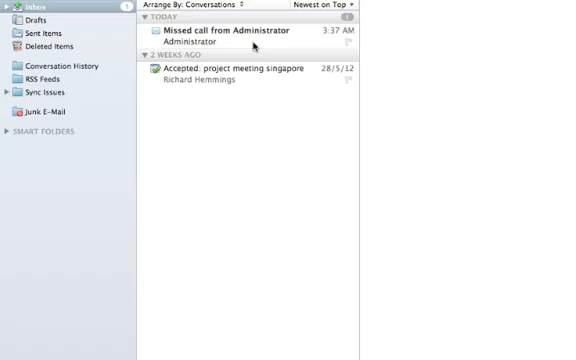 Inbox 1
Drafts
Sent Items
Deleted Items
Conversation History
RSS Feeds
Sync Issues
Junk E-Mail
SMART FOLDERS
Arrange By: Conversations Newest on Top
TODAY 1
Missed call from Administrator 3:37 AM
Administrator
2 WEEKS AGO
Accepted: project meeting singapore 28/5/12
Richard Hemmings